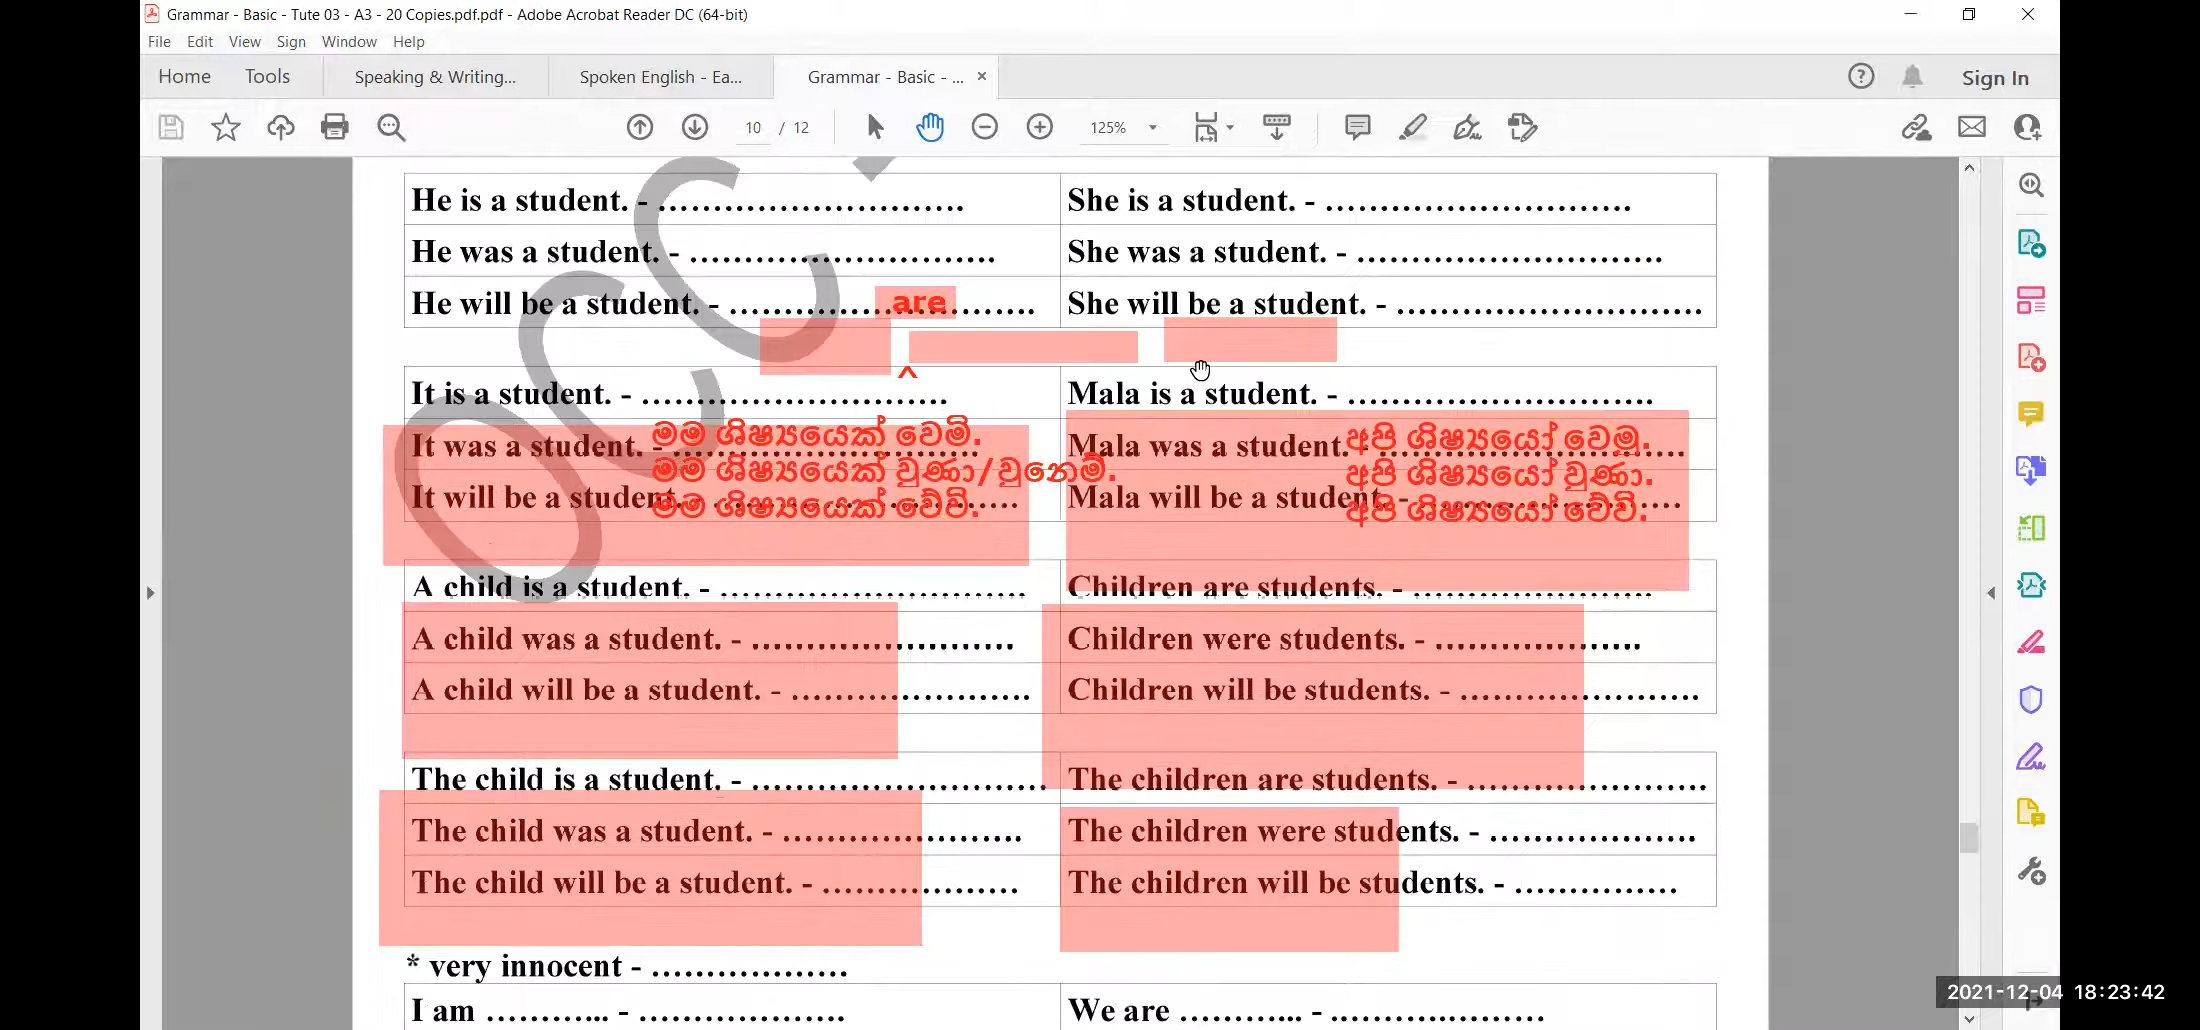 Grammar - Basic - Tute 03 - A3 - 20 Copies.pdf.pdf - Adobe Acrobat Reader DC (64-bit)
File Edit View Sign Window Help
Home Tools Speaking & Writing... Spoken English - Ea... Grammar - Basic - ... Sign In
10 / 12 125%
OCC
He is a student. - ............................ She is a student. - ............................
He was a student. - ............................ She was a student. - ............................
He will be a student. - ............................ She will be a student. - ............................
are
^
It is a student. - ............................ Mala is a student. - ............................
It was a student. - ............................ Mala was a student. - ............................
It will be a student. - ............................ Mala will be a student. - ............................
මම ශිෂ්‍යයෙක් වෙමි. අපි ශිෂ්‍යයෝ වෙමු.
මම ශිෂ්‍යයෙක් වුණා/වුනෙමි. අපි ශිෂ්‍යයෝ වුණා.
මම ශිෂ්‍යයෙක් වේවි. අපි ශිෂ්‍යයෝ වේවි.
A child is a student. - ............................ Children are students. - ......................
A child was a student. - ........................ Children were students. - ...................
A child will be a student. - ...................... Children will be students. - ......................
The child is a student. - ........................... The children are students. - ......................
The child was a student. - ...................... The children were students. - ...................
The child will be a student. - .................. The children will be students. - ...............
* very innocent - ..................
I am ............ - ................... We are ............ - ....................
2021-12-04 18:23:42